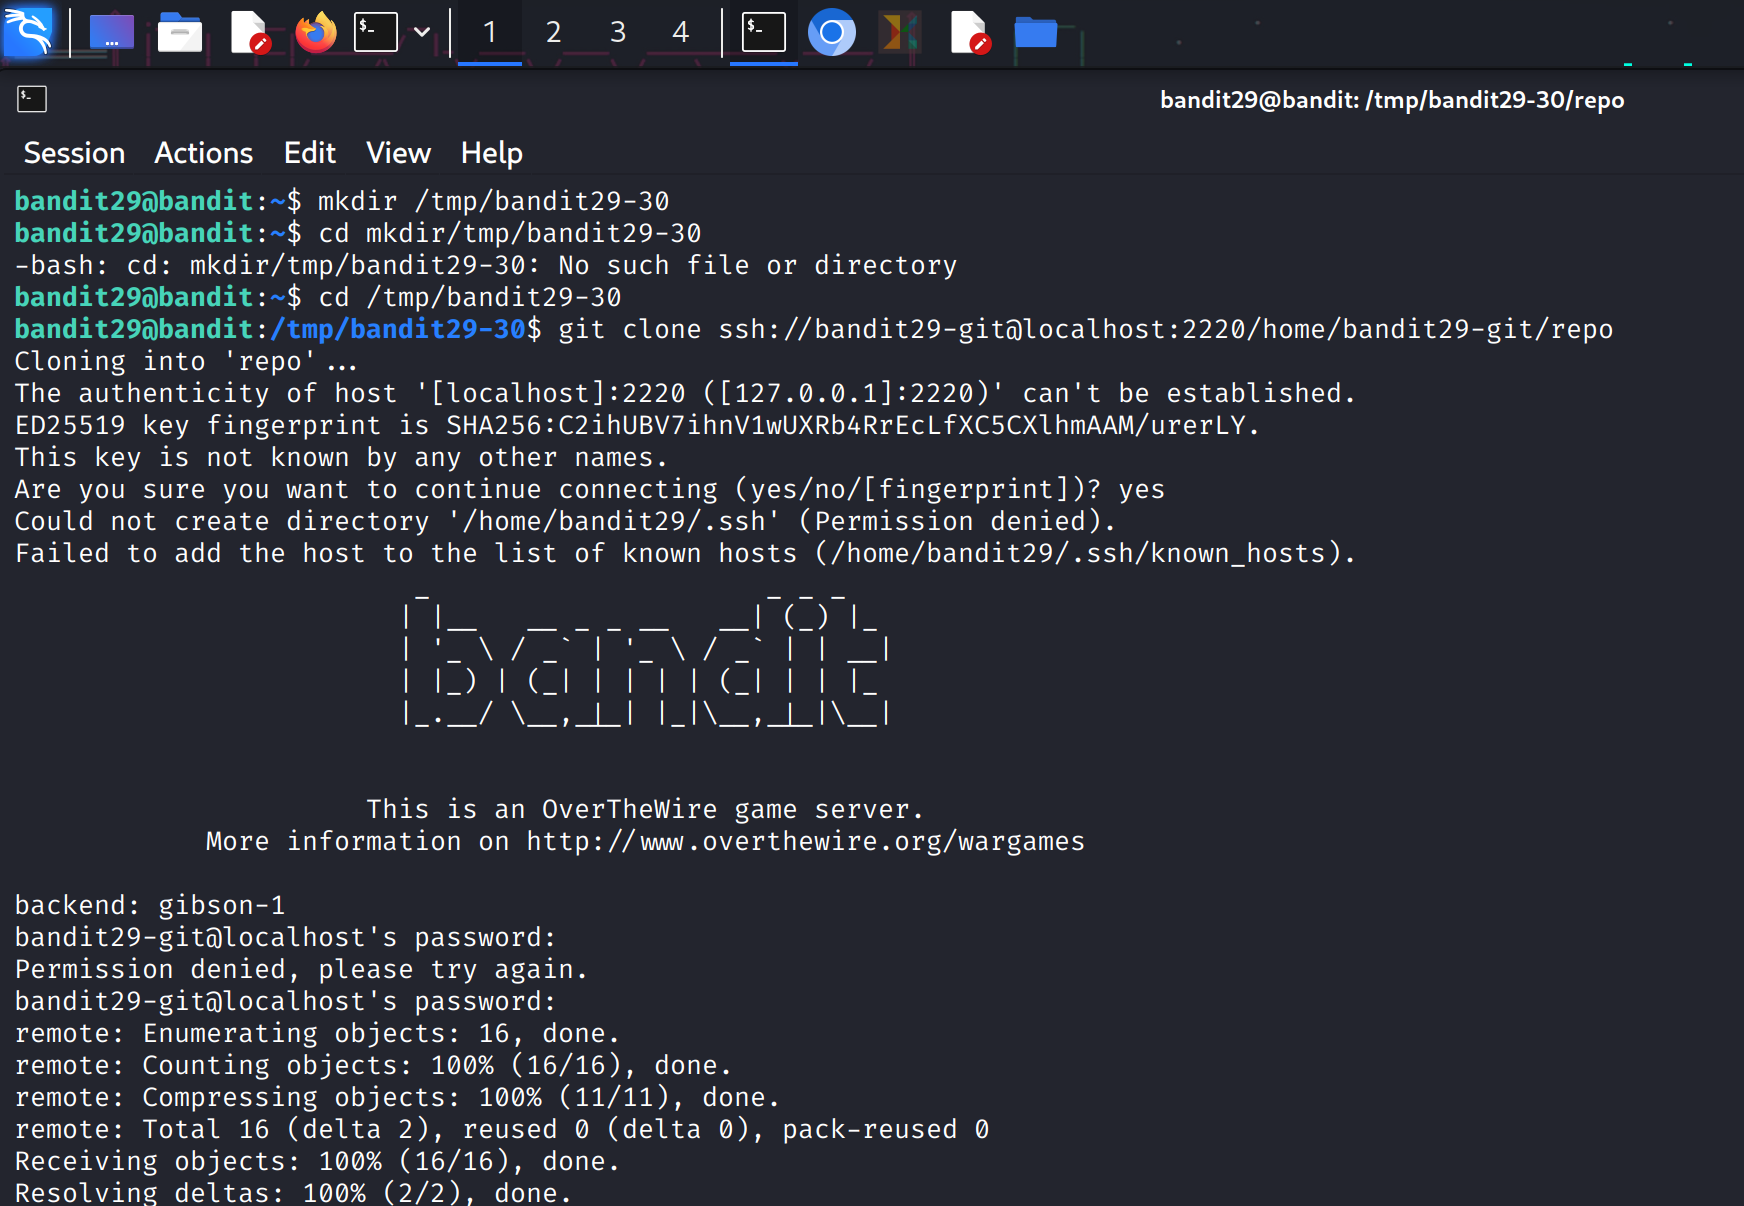 1 2 3 4
bandit29@bandit: /tmp/bandit29-30/repo
Session Actions Edit View Help
bandit29@bandit:~$ mkdir /tmp/bandit29-30
bandit29@bandit:~$ cd mkdir/tmp/bandit29-30
-bash: cd: mkdir/tmp/bandit29-30: No such file or directory
bandit29@bandit:~$ cd /tmp/bandit29-30
bandit29@bandit:/tmp/bandit29-30$ git clone ssh://bandit29-git@localhost:2220/home/bandit29-git/repo
Cloning into 'repo'...
The authenticity of host '[localhost]:2220 ([127.0.0.1]:2220)' can't be established.
ED25519 key fingerprint is SHA256:C2ihUBV7ihnV1wUXRb4RrEcLfXC5CXlhmAAM/urerLY.
This key is not known by any other names.
Are you sure you want to continue connecting (yes/no/[fingerprint])? yes
Could not create directory '/home/bandit29/.ssh' (Permission denied).
Failed to add the host to the list of known hosts (/home/bandit29/.ssh/known_hosts).
bandit
This is an OverTheWire game server.
More information on http://www.overthewire.org/wargames
backend: gibson-1
bandit29-git@localhost's password:
Permission denied, please try again.
bandit29-git@localhost's password:
remote: Enumerating objects: 16, done.
remote: Counting objects: 100% (16/16), done.
remote: Compressing objects: 100% (11/11), done.
remote: Total 16 (delta 2), reused 0 (delta 0), pack-reused 0
Receiving objects: 100% (16/16), done.
Resolving deltas: 100% (2/2), done.